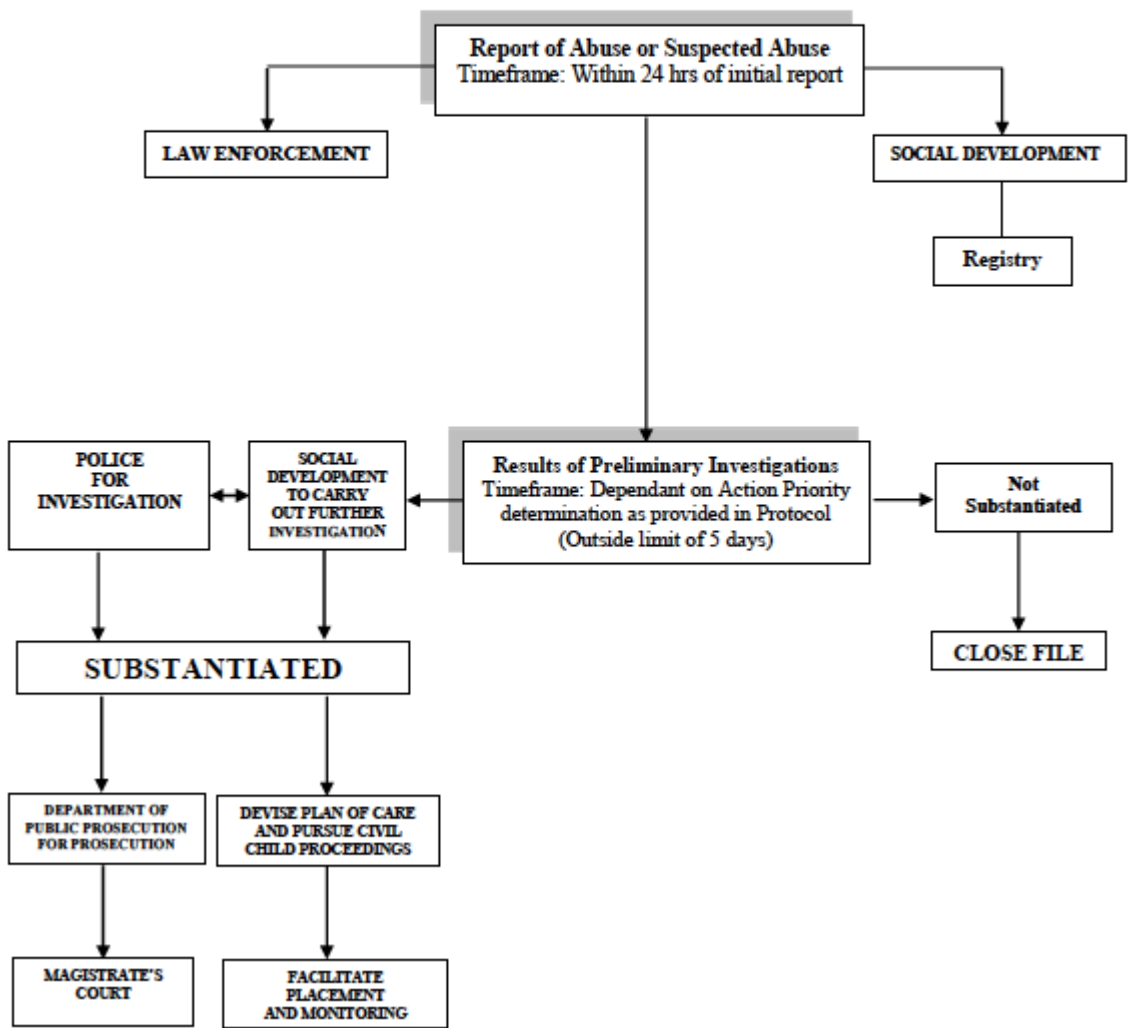 Report of Abuse or Suspected Abuse
Timeframe: Within 24 hrs of initial report
LAW ENFORCEMENT
SOCIAL DEVELOPMENT
Registry
POLICE
FOR
INVESTIGATION
SOCIAL
DEVELOPMENT
TO CARRY
OUT FURTHER
INVESTIGATION
Results of Preliminary Investigations
Timeframe: Dependant on Action Priority
determination as provided in Protocol
(Outside limit of 5 days)
Not
Substantiated
SUBSTANTIATED
CLOSE FILE
DEPARTMENT OF
PUBLIC PROSECUTION
FOR PROSECUTION
DEVISE PLAN OF CARE
AND PURSUE CIVIL
CHILD PROCEEDINGS
MAGISTRATE'S
COURT
FACILITATE
PLACEMENT
AND MONITORING